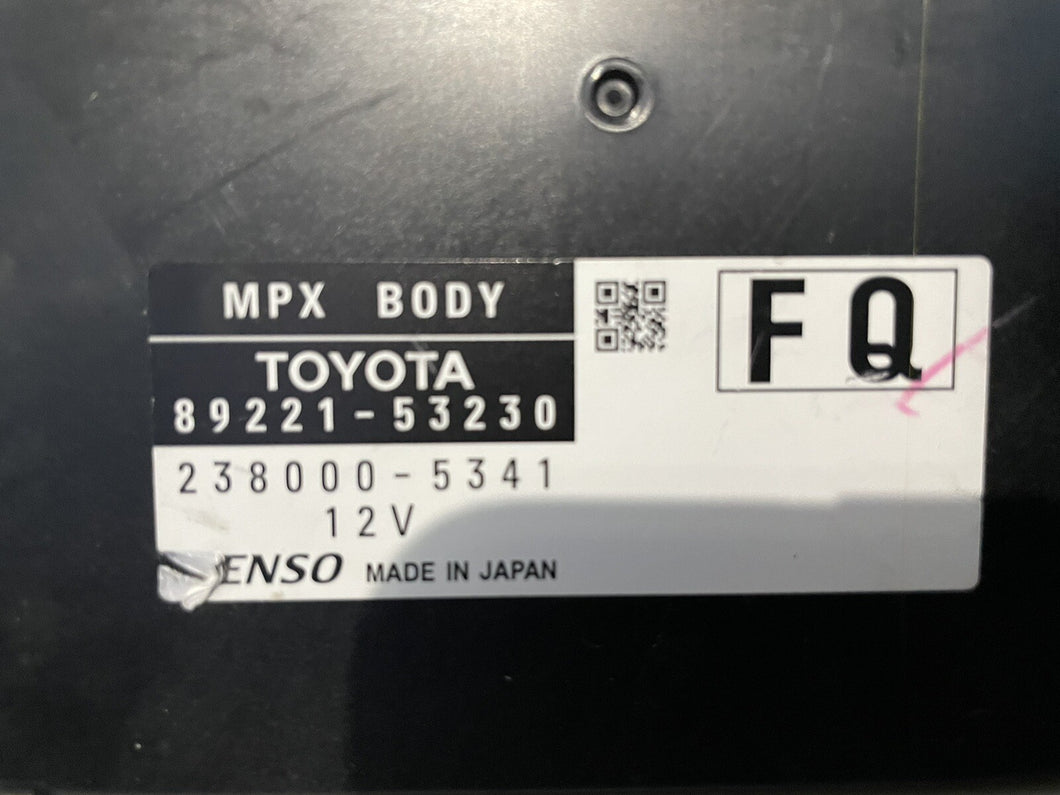 MPX BODY
TOYOTA
89221-53230
238000-5341
12V
ENSO MADE IN JAPAN
FQ